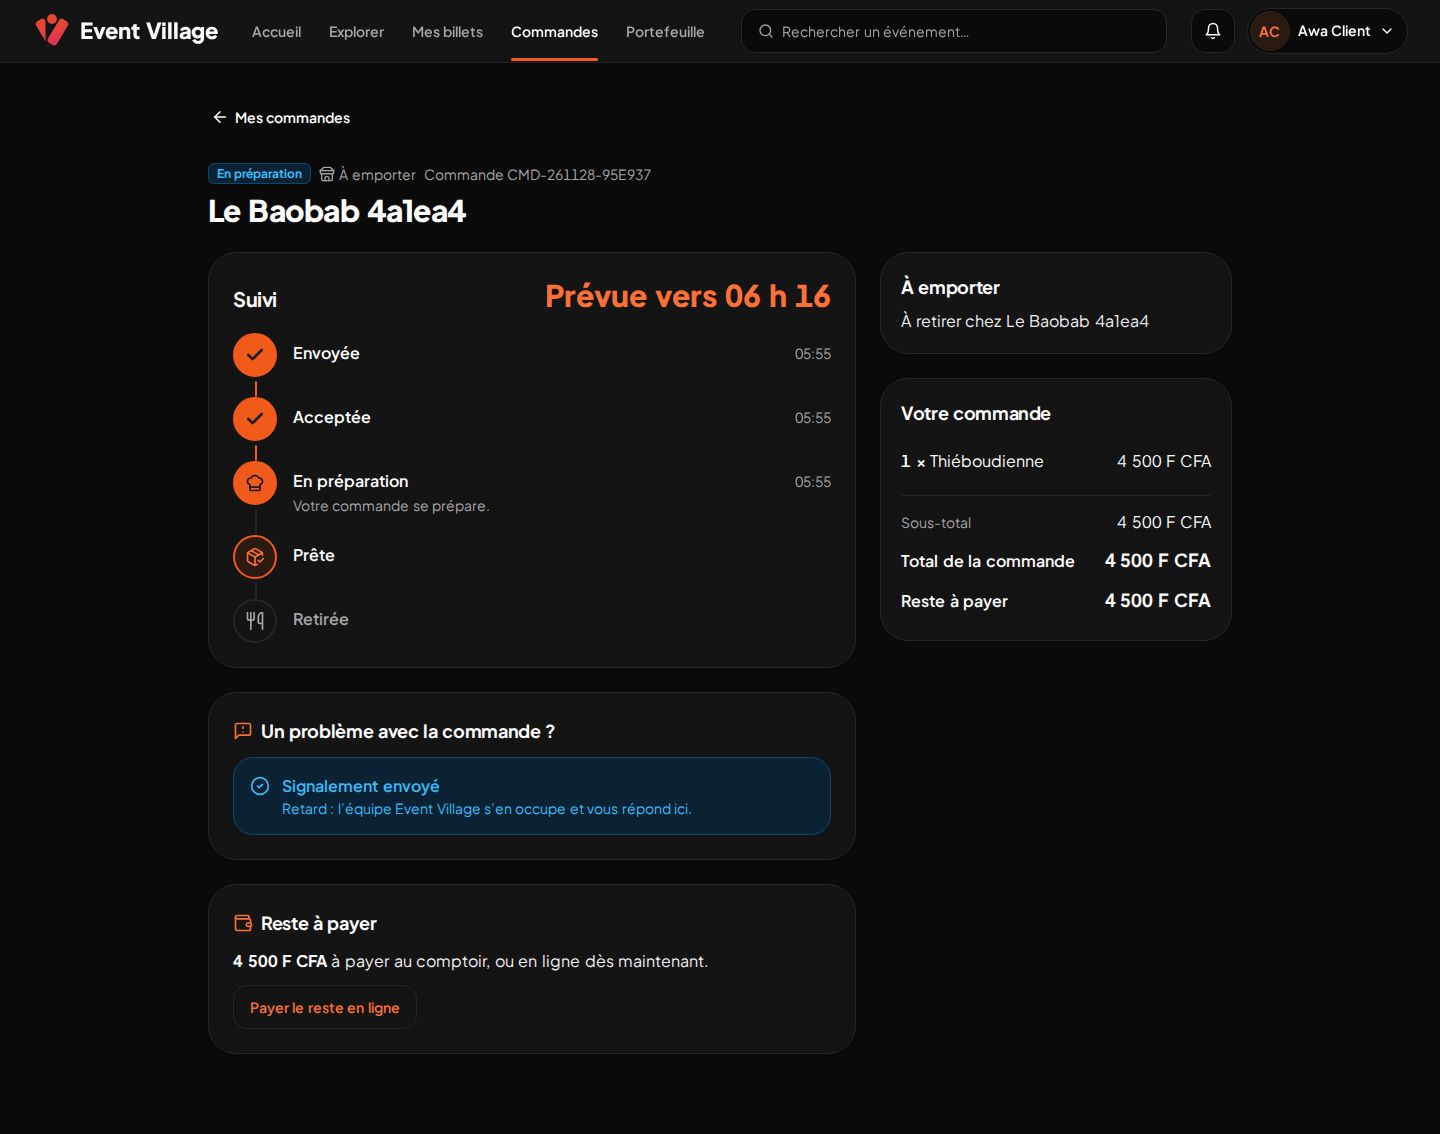 Event Village
Accueil
Explorer
Mes billets
Commandes
Portefeuille
Rechercher un événement…
AC
Awa Client
Mes commandes
En préparation À emporter Commande CMD-261128-95E937
Le Baobab 4a1ea4
Suivi
Prévue vers 06 h 16
Envoyée 05:55
Acceptée 05:55
En préparation 05:55
Votre commande se prépare.
Prête
Retirée
Un problème avec la commande ?
Signalement envoyé
Retard : l’équipe Event Village s’en occupe et vous répond ici.
Reste à payer
4 500 F CFA à payer au comptoir, ou en ligne dès maintenant.
Payer le reste en ligne
À emporter
À retirer chez Le Baobab 4a1ea4
Votre commande
1 × Thiéboudienne 4 500 F CFA
Sous-total 4 500 F CFA
Total de la commande 4 500 F CFA
Reste à payer 4 500 F CFA